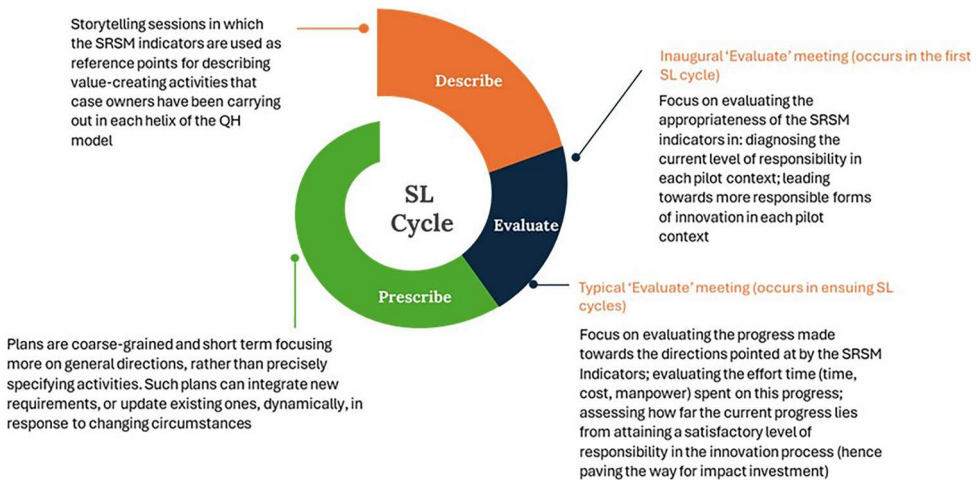 Storytelling sessions in which
the SRSM indicators are used as
reference points for describing
value-creating activities that
case owners have been carrying
out in each helix of the QH
model
Describe
Inaugural ‘Evaluate’ meeting (occurs in the first
SL cycle)
Focus on evaluating the
appropriateness of the SRSM
indicators in: diagnosing the
current level of responsibility in
each pilot context; leading
towards more responsible forms
of innovation in each pilot
context
SL
Cycle
Evaluate
Prescribe
Typical ‘Evaluate’ meeting (occurs in ensuing SL
cycles)
Focus on evaluating the progress made
towards the directions pointed at by the SRSM
Indicators; evaluating the effort time (time,
cost, manpower) spent on this progress;
assessing how far the current progress lies
from attaining a satisfactory level of
responsibility in the innovation process (hence
paving the way for impact investment)
Plans are coarse-grained and short term focusing
more on general directions, rather than precisely
specifying activities. Such plans can integrate new
requirements, or update existing ones, dynamically, in
response to changing circumstances